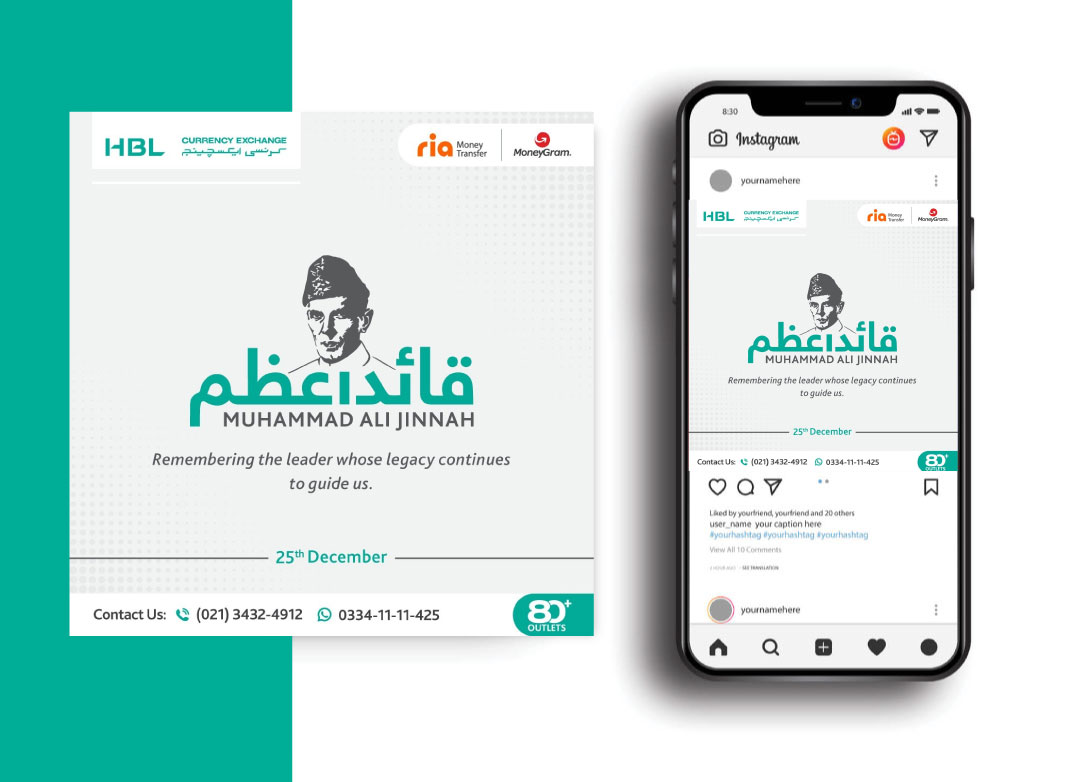 HBL
CURRENCY EXCHANGE
کرنسی ایکسچینج
ria Money Transfer
MoneyGram.
قائداعظم
MUHAMMAD ALI JINNAH
Remembering the leader whose legacy continues
to guide us.
25th December
Contact Us: (021) 3432-4912 0334-11-11-425
80+
OUTLETS
8:30
Instagram
yournamehere
HBL
CURRENCY EXCHANGE
کرنسی ایکسچینج
ria Money Transfer
MoneyGram.
قائداعظم
MUHAMMAD ALI JINNAH
Remembering the leader whose legacy continues
to guide us.
25th December
Contact Us: (021) 3432-4912 0334-11-11-425
80+
OUTLETS
Liked by yourfriend, yourfriend and 20 others
user_name your caption here
#yourhashtag #yourhashtag #yourhashtag
View All 10 Comments
SEE TRANSLATION
yournamehere